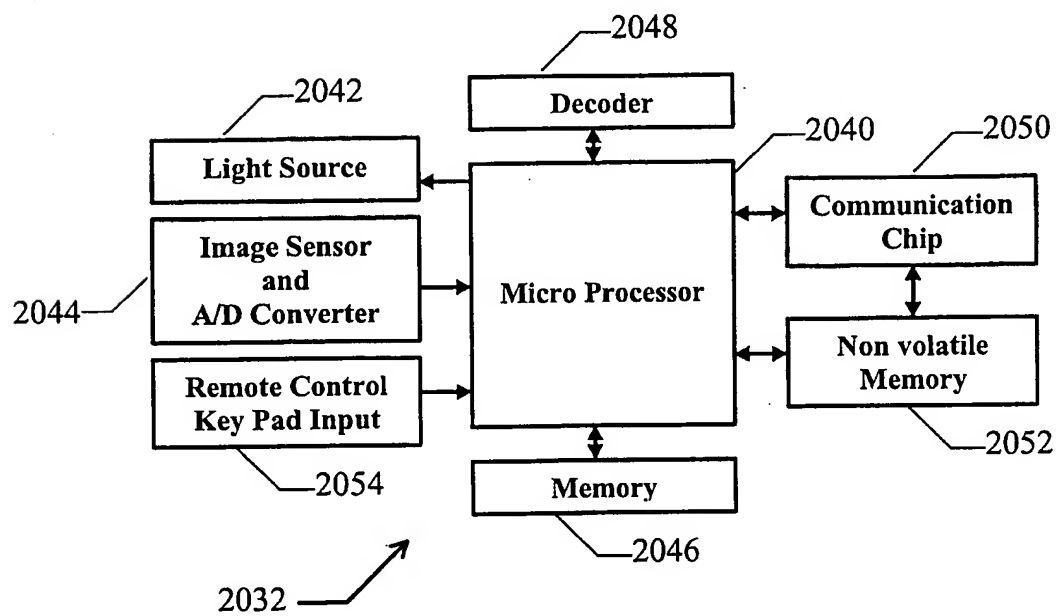 2048
Decoder
2042
Light Source
2040
2050
Communication
Chip
Image Sensor
and
A/D Converter
2044
Micro Processor
Non volatile
Memory
2052
Remote Control
Key Pad Input
2054
Memory
2046
2032